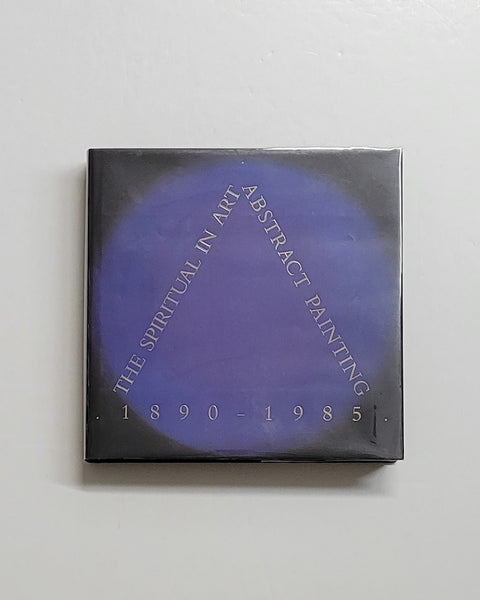 THE SPIRITUAL IN ART
ABSTRACT PAINTING
. 1890-1985 .